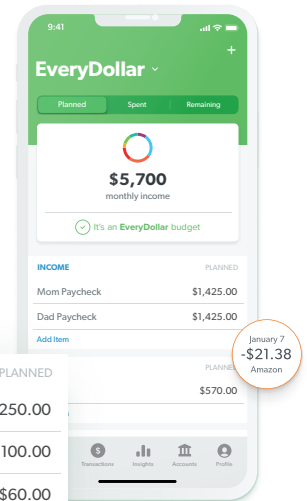 9:41
+
EveryDollar
Planned Spent Remaining
$5,700
monthly income
It's an EveryDollar budget
INCOME PLANNED
Mom Paycheck $1,425.00
Dad Paycheck $1,425.00
Add Item
January 7
-$21.38
Amazon
$570.00
PLANNED
250.00
100.00
$60.00
Transactions Insights Accounts Profile